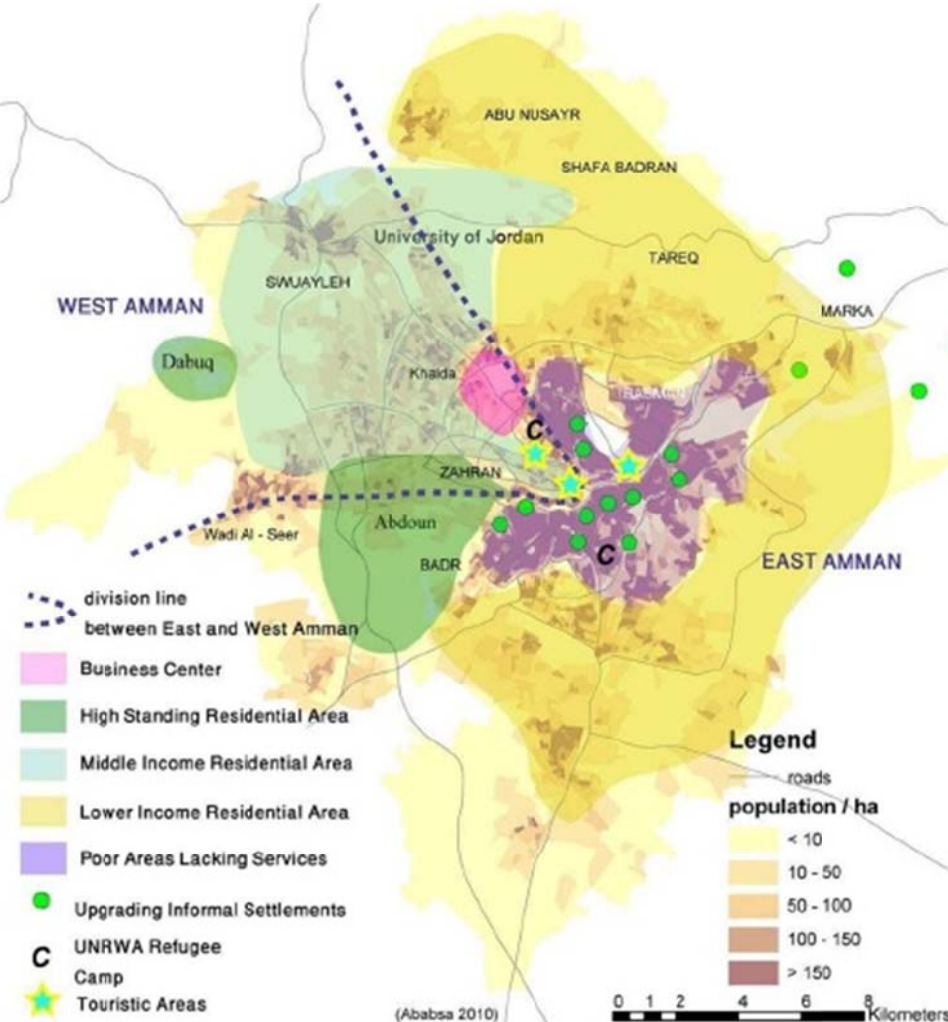 ABU NUSAYR
SHAFA BADRAN
University of Jordan
TAREQ
SWUAYLEH
WEST AMMAN
MARKA
Dabuq
Khalda
C
ZAHRAN
Abdoun
Wadi Al - Seer
C
BADR
EAST AMMAN
division line
between East and West Amman
Business Center
High Standing Residential Area
Middle Income Residential Area
Lower Income Residential Area
Poor Areas Lacking Services
Upgrading Informal Settlements
C UNRWA Refugee
Camp
Touristic Areas
Legend
roads
population / ha
< 10
10 - 50
50 - 100
100 - 150
> 150
(Ababsa 2010)
0 1 2 4 6 8
Kilometers